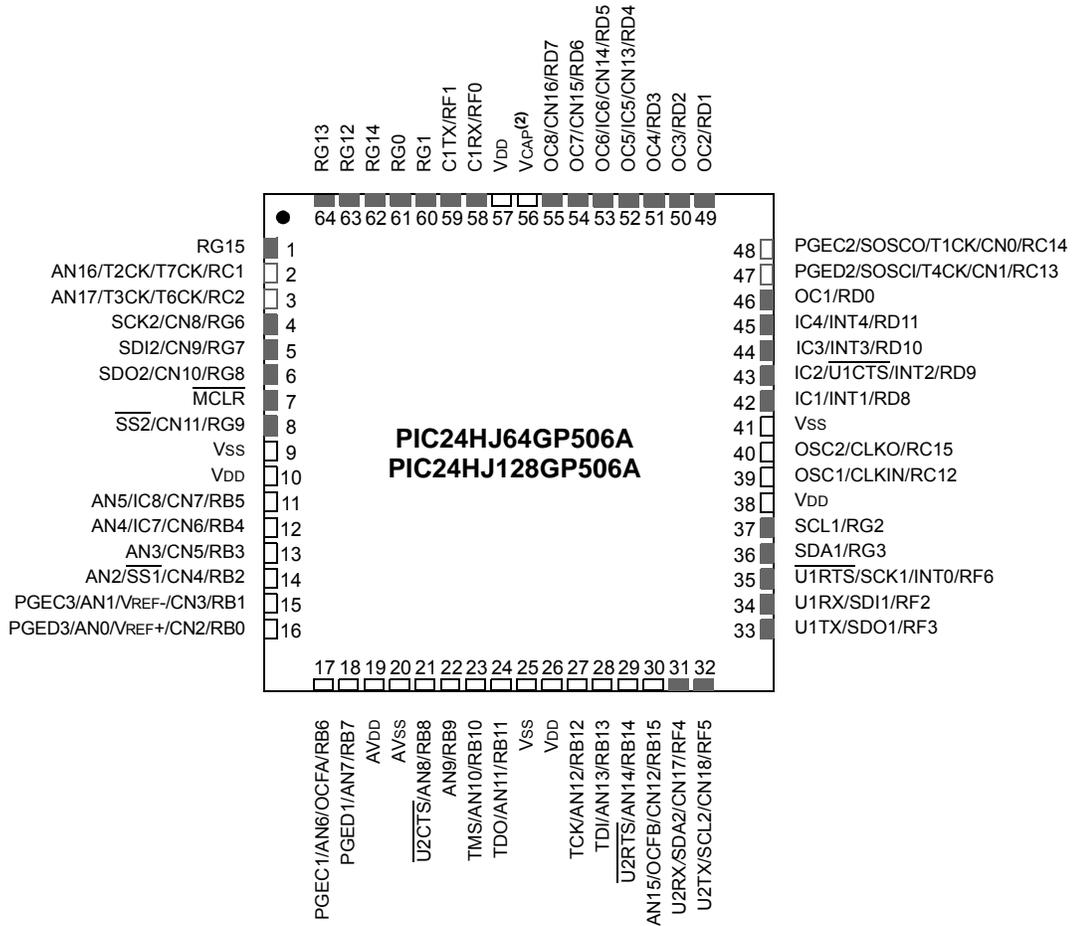 RG13
RG12
RG14
RG0
RG1
C1TX/RF1
C1RX/RF0
VDD
VCAP(2)
OC8/CN16/RD7
OC7/CN15/RD6
OC6/IC6/CN14/RD5
OC5/IC5/CN13/RD4
OC4/RD3
OC3/RD2
OC2/RD1
64 63 62 61 60 59 58 57 56 55 54 53 52 51 50 49
RG15 1
AN16/T2CK/T7CK/RC1 2
AN17/T3CK/T6CK/RC2 3
SCK2/CN8/RG6 4
SDI2/CN9/RG7 5
SDO2/CN10/RG8 6
MCLR 7
SS2/CN11/RG9 8
VSS 9
VDD 10
AN5/IC8/CN7/RB5 11
AN4/IC7/CN6/RB4 12
AN3/CN5/RB3 13
AN2/SS1/CN4/RB2 14
PGEC3/AN1/VREF-/CN3/RB1 15
PGED3/AN0/VREF+/CN2/RB0 16
PIC24HJ64GP506A
PIC24HJ128GP506A
48 PGEC2/SOSCO/T1CK/CN0/RC14
47 PGED2/SOSCI/T4CK/CN1/RC13
46 OC1/RD0
45 IC4/INT4/RD11
44 IC3/INT3/RD10
43 IC2/U1CTS/INT2/RD9
42 IC1/INT1/RD8
41 VSS
40 OSC2/CLKO/RC15
39 OSC1/CLKIN/RC12
38 VDD
37 SCL1/RG2
36 SDA1/RG3
35 U1RTS/SCK1/INT0/RF6
34 U1RX/SDI1/RF2
33 U1TX/SDO1/RF3
17 18 19 20 21 22 23 24 25 26 27 28 29 30 31 32
PGEC1/AN6/OCFA/RB6
PGED1/AN7/RB7
AVDD
AVSS
U2CTS/AN8/RB8
AN9/RB9
TMS/AN10/RB10
TDO/AN11/RB11
VSS
VDD
TCK/AN12/RB12
TDI/AN13/RB13
U2RTS/AN14/RB14
AN15/OCFB/CN12/RB15
U2RX/SDA2/CN17/RF4
U2TX/SCL2/CN18/RF5